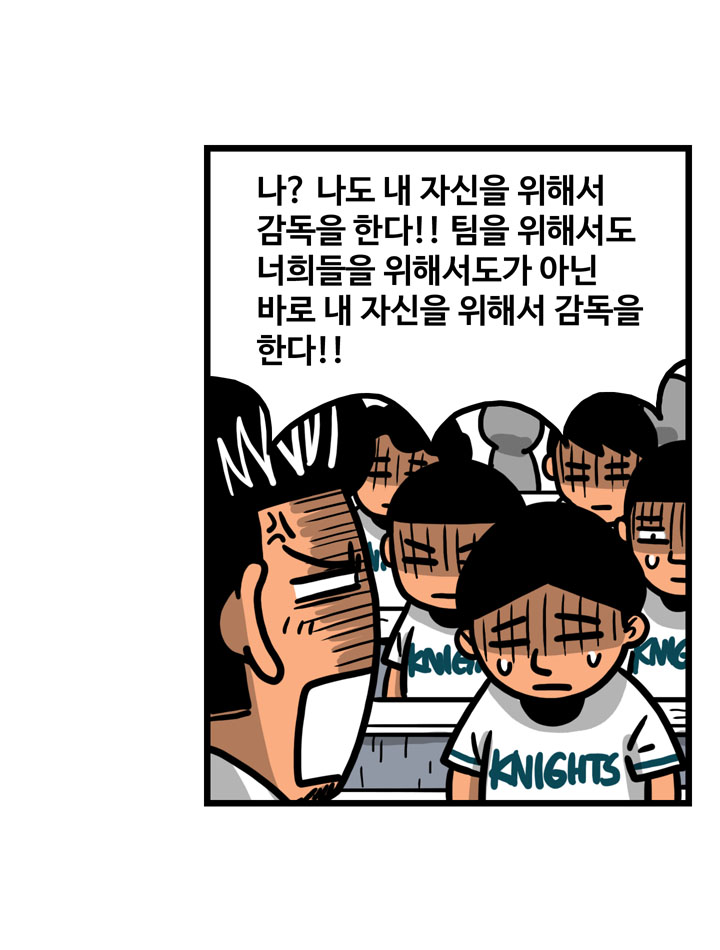 나? 나도 내 자신을 위해서
감독을 한다!! 팀을 위해서도
너희들을 위해서도가 아닌
바로 내 자신을 위해서 감독을
한다!!
KNIGH
KNIG
KNIGHTS